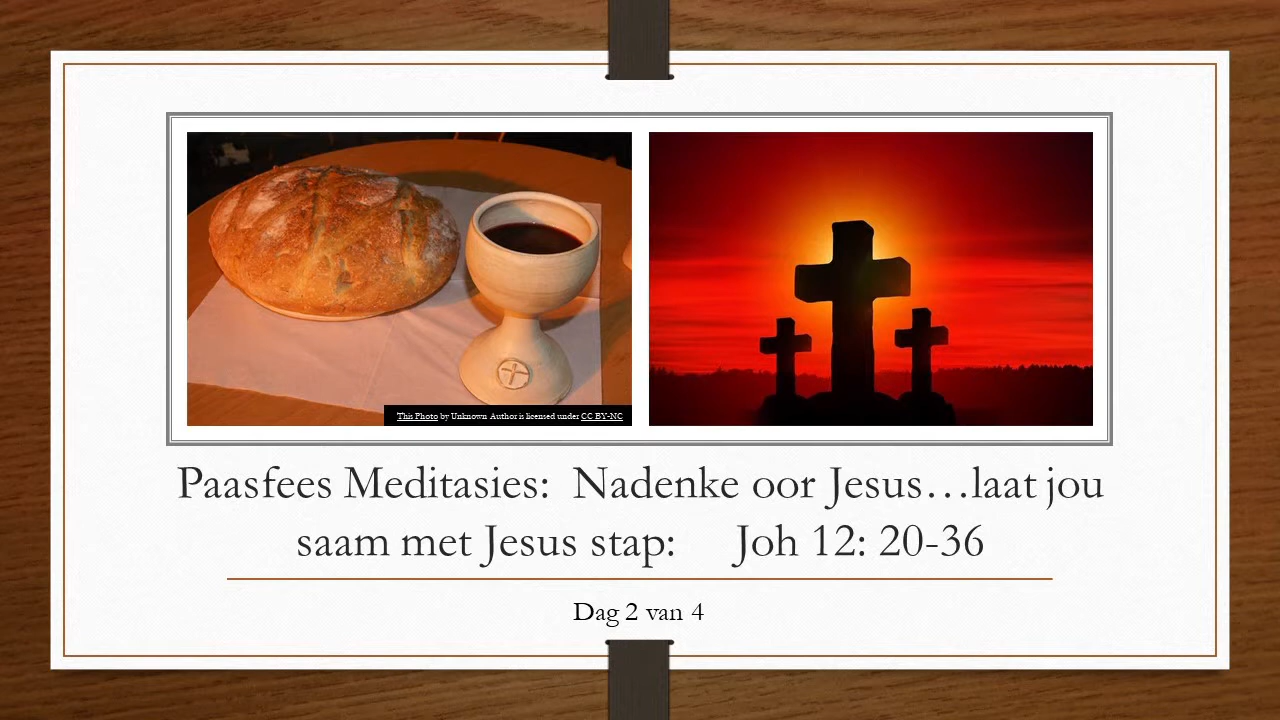 This Photo by Unknown Author is licensed under CC BY-NC
Paasfees Meditasies:  Nadenke oor Jesus…laat jou
saam met Jesus stap:     Joh 12: 20-36
Dag 2 van 4